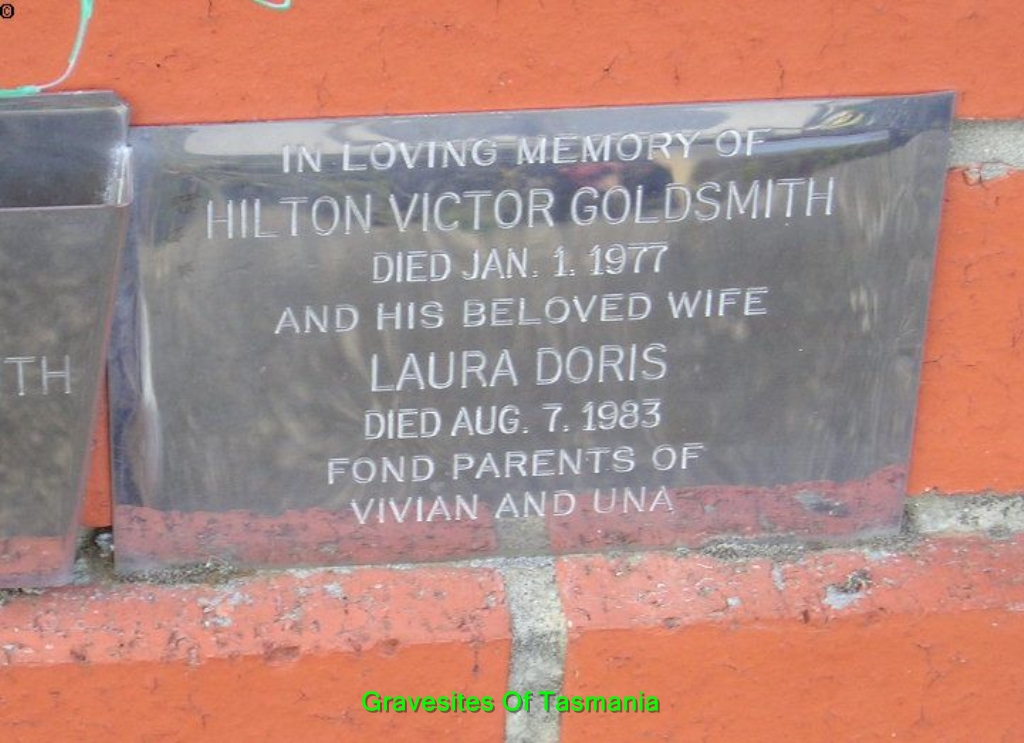 ©
IN LOVING MEMORY OF
HILTON VICTOR GOLDSMITH
DIED JAN. 1. 1977
AND HIS BELOVED WIFE
LAURA DORIS
DIED AUG. 7. 1983
FOND PARENTS OF
VIVIAN AND UNA
TH
Gravesites Of Tasmania